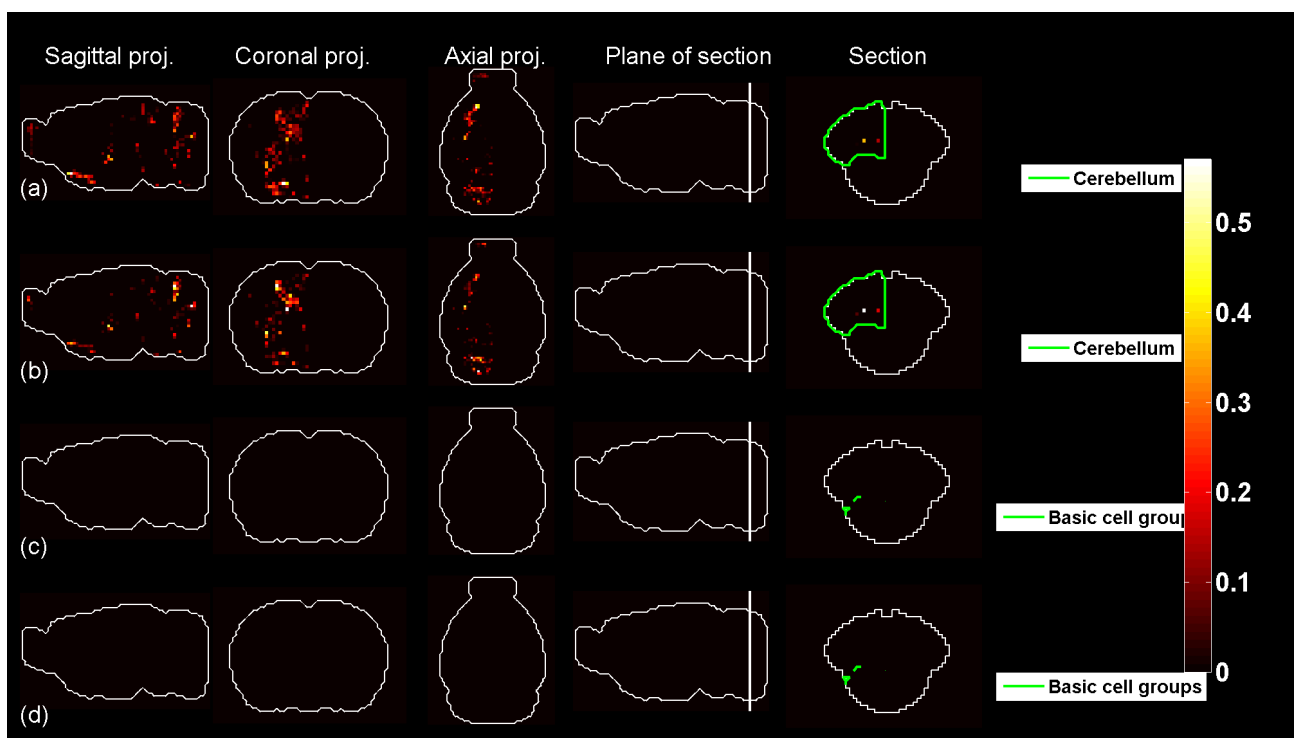 Sagittal proj. Coronal proj. Axial proj. Plane of section Section
(a)
Cerebellum
(b)
Cerebellum
(c)
Basic cell grou
(d)
Basic cell groups
0.5
0.4
0.3
0.2
0.1
0